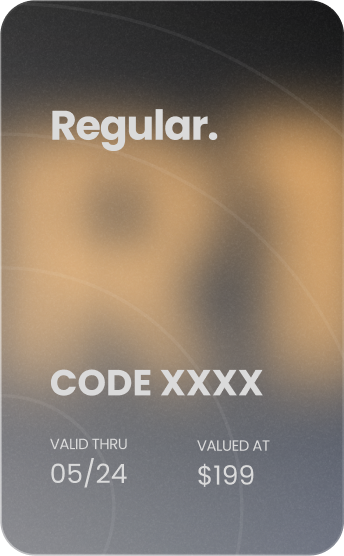 Regular.
CODE XXXX
VALID THRU VALUED AT
05/24 $199